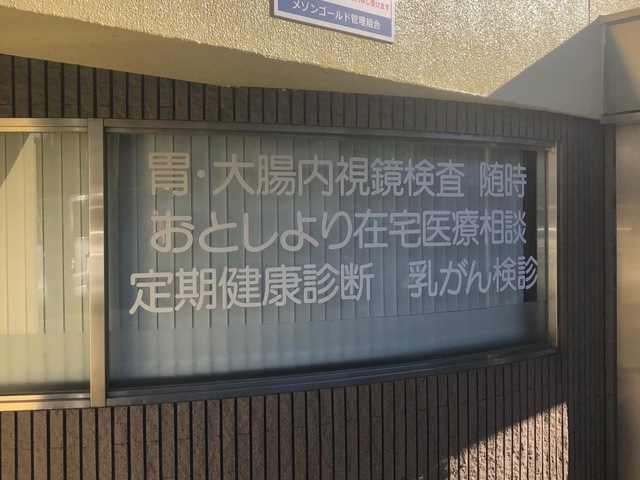 メゾンゴールド管理組合
胃・大腸内視鏡検査 随時
おとしより在宅医療相談
定期健康診断 乳がん検診